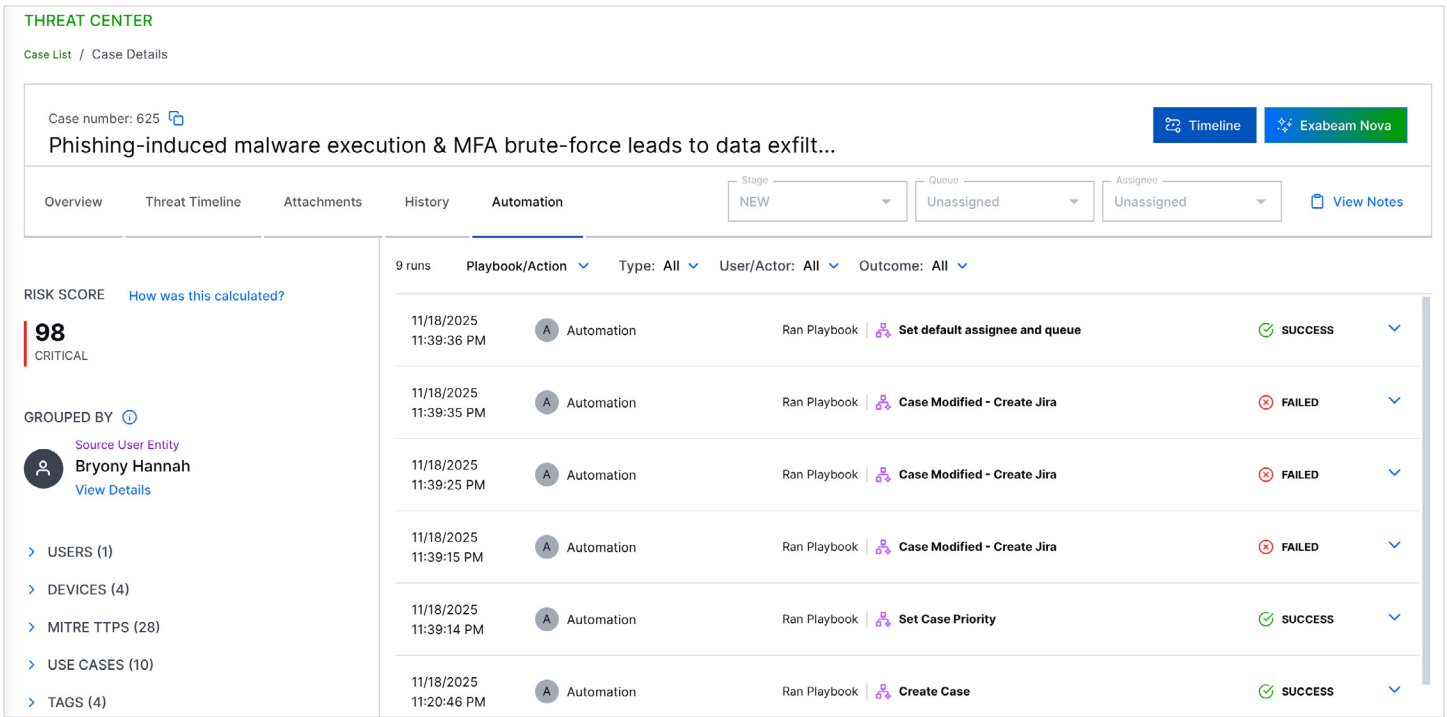 THREAT CENTER
Case List / Case Details
Case number: 625
Phishing-induced malware execution & MFA brute-force leads to data exfilt...
Timeline
Exabeam Nova
Overview
Threat Timeline
Attachments
History
Automation
Stage
NEW
Queue
Unassigned
Assignee
Unassigned
View Notes
RISK SCORE How was this calculated?
98
CRITICAL
GROUPED BY
Source User Entity
Bryony Hannah
View Details
USERS (1)
DEVICES (4)
MITRE TTPS (28)
USE CASES (10)
TAGS (4)
9 runs Playbook/Action Type: All User/Actor: All Outcome: All
11/18/2025
11:39:36 PM
A Automation Ran Playbook Set default assignee and queue SUCCESS
11/18/2025
11:39:35 PM
A Automation Ran Playbook Case Modified - Create Jira FAILED
11/18/2025
11:39:25 PM
A Automation Ran Playbook Case Modified - Create Jira FAILED
11/18/2025
11:39:15 PM
A Automation Ran Playbook Case Modified - Create Jira FAILED
11/18/2025
11:39:14 PM
A Automation Ran Playbook Set Case Priority SUCCESS
11/18/2025
11:20:46 PM
A Automation Ran Playbook Create Case SUCCESS